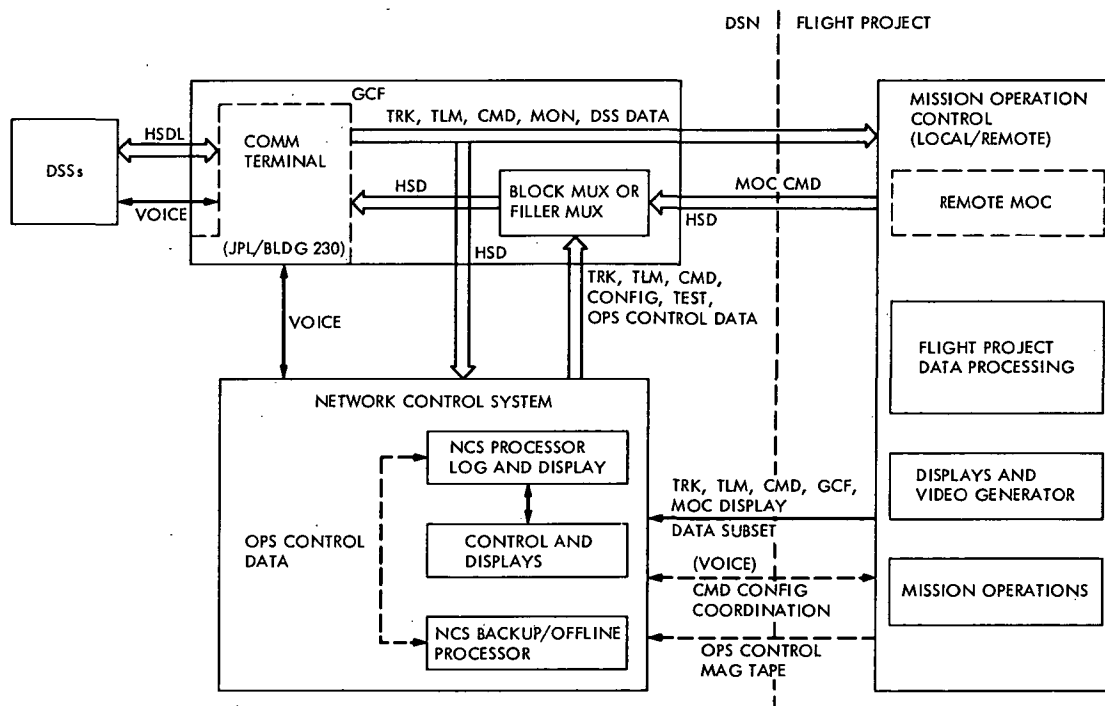 DSN
FLIGHT PROJECT
GCF
TRK, TLM, CMD, MON, DSS DATA
MISSION OPERATION
CONTROL
(LOCAL/REMOTE)
HSDL
COMM
TERMINAL
DSSs
HSD
BLOCK MUX OR
FILLER MUX
MOC CMD
HSD
REMOTE MOC
VOICE
(JPL/BLDG 230)
HSD
TRK, TLM, CMD,
CONFIG, TEST,
OPS CONTROL DATA
VOICE
FLIGHT PROJECT
DATA PROCESSING
NETWORK CONTROL SYSTEM
NCS PROCESSOR
LOG AND DISPLAY
TRK, TLM, CMD, GCF,
MOC DISPLAY
DATA SUBSET
DISPLAYS AND
VIDEO GENERATOR
OPS CONTROL
DATA
CONTROL AND
DISPLAYS
(VOICE)
CMD CONFIG
COORDINATION
MISSION OPERATIONS
NCS BACKUP/OFFLINE
PROCESSOR
OPS CONTROL
MAG TAPE